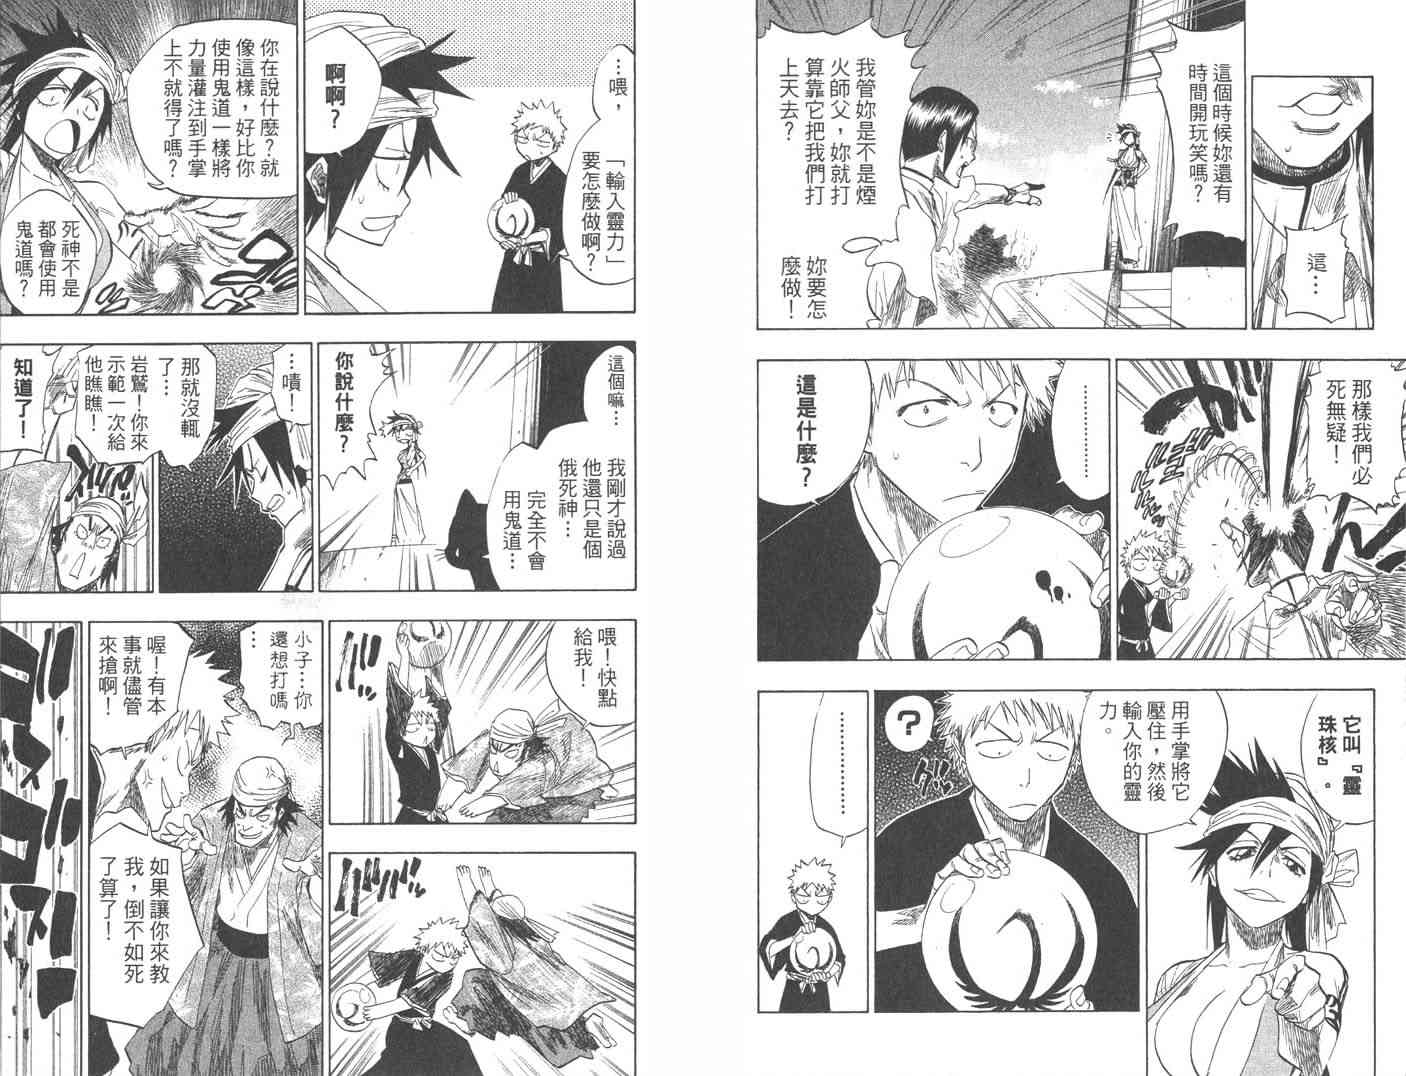 這…
這個時候妳還有
時間開玩笑嗎？
我管妳是不是煙
火師父，妳就打
算靠它把我們打
上天去？
妳要怎
麼做！
那樣我們必
死無疑！
…………
這是什麼？
它叫『靈
珠核』。
用手掌將它
壓住，然後
輸入你的靈
力。
？
…………
…喂，
「輸入靈力」
要怎麼做啊？
啊啊？
你在說什麼？就
像這樣，好比你
使用鬼道一樣將
力量灌注到手掌
上不就得了嗎？
死神不是
都會使用
鬼道嗎？
這個嘛…
我剛才說過
他還只是個
俄死神…
完全不會
用鬼道…
你說什麼？
…嘖！
那就沒輒
了…
岩鷲！你來
示範一次給
他瞧瞧！
知道了！
喂！快點
給我！
小子…你
還想打嗎
…
喔！有本
事就儘管
來搶啊！
如果讓你來教
我，倒不如死
了算了！